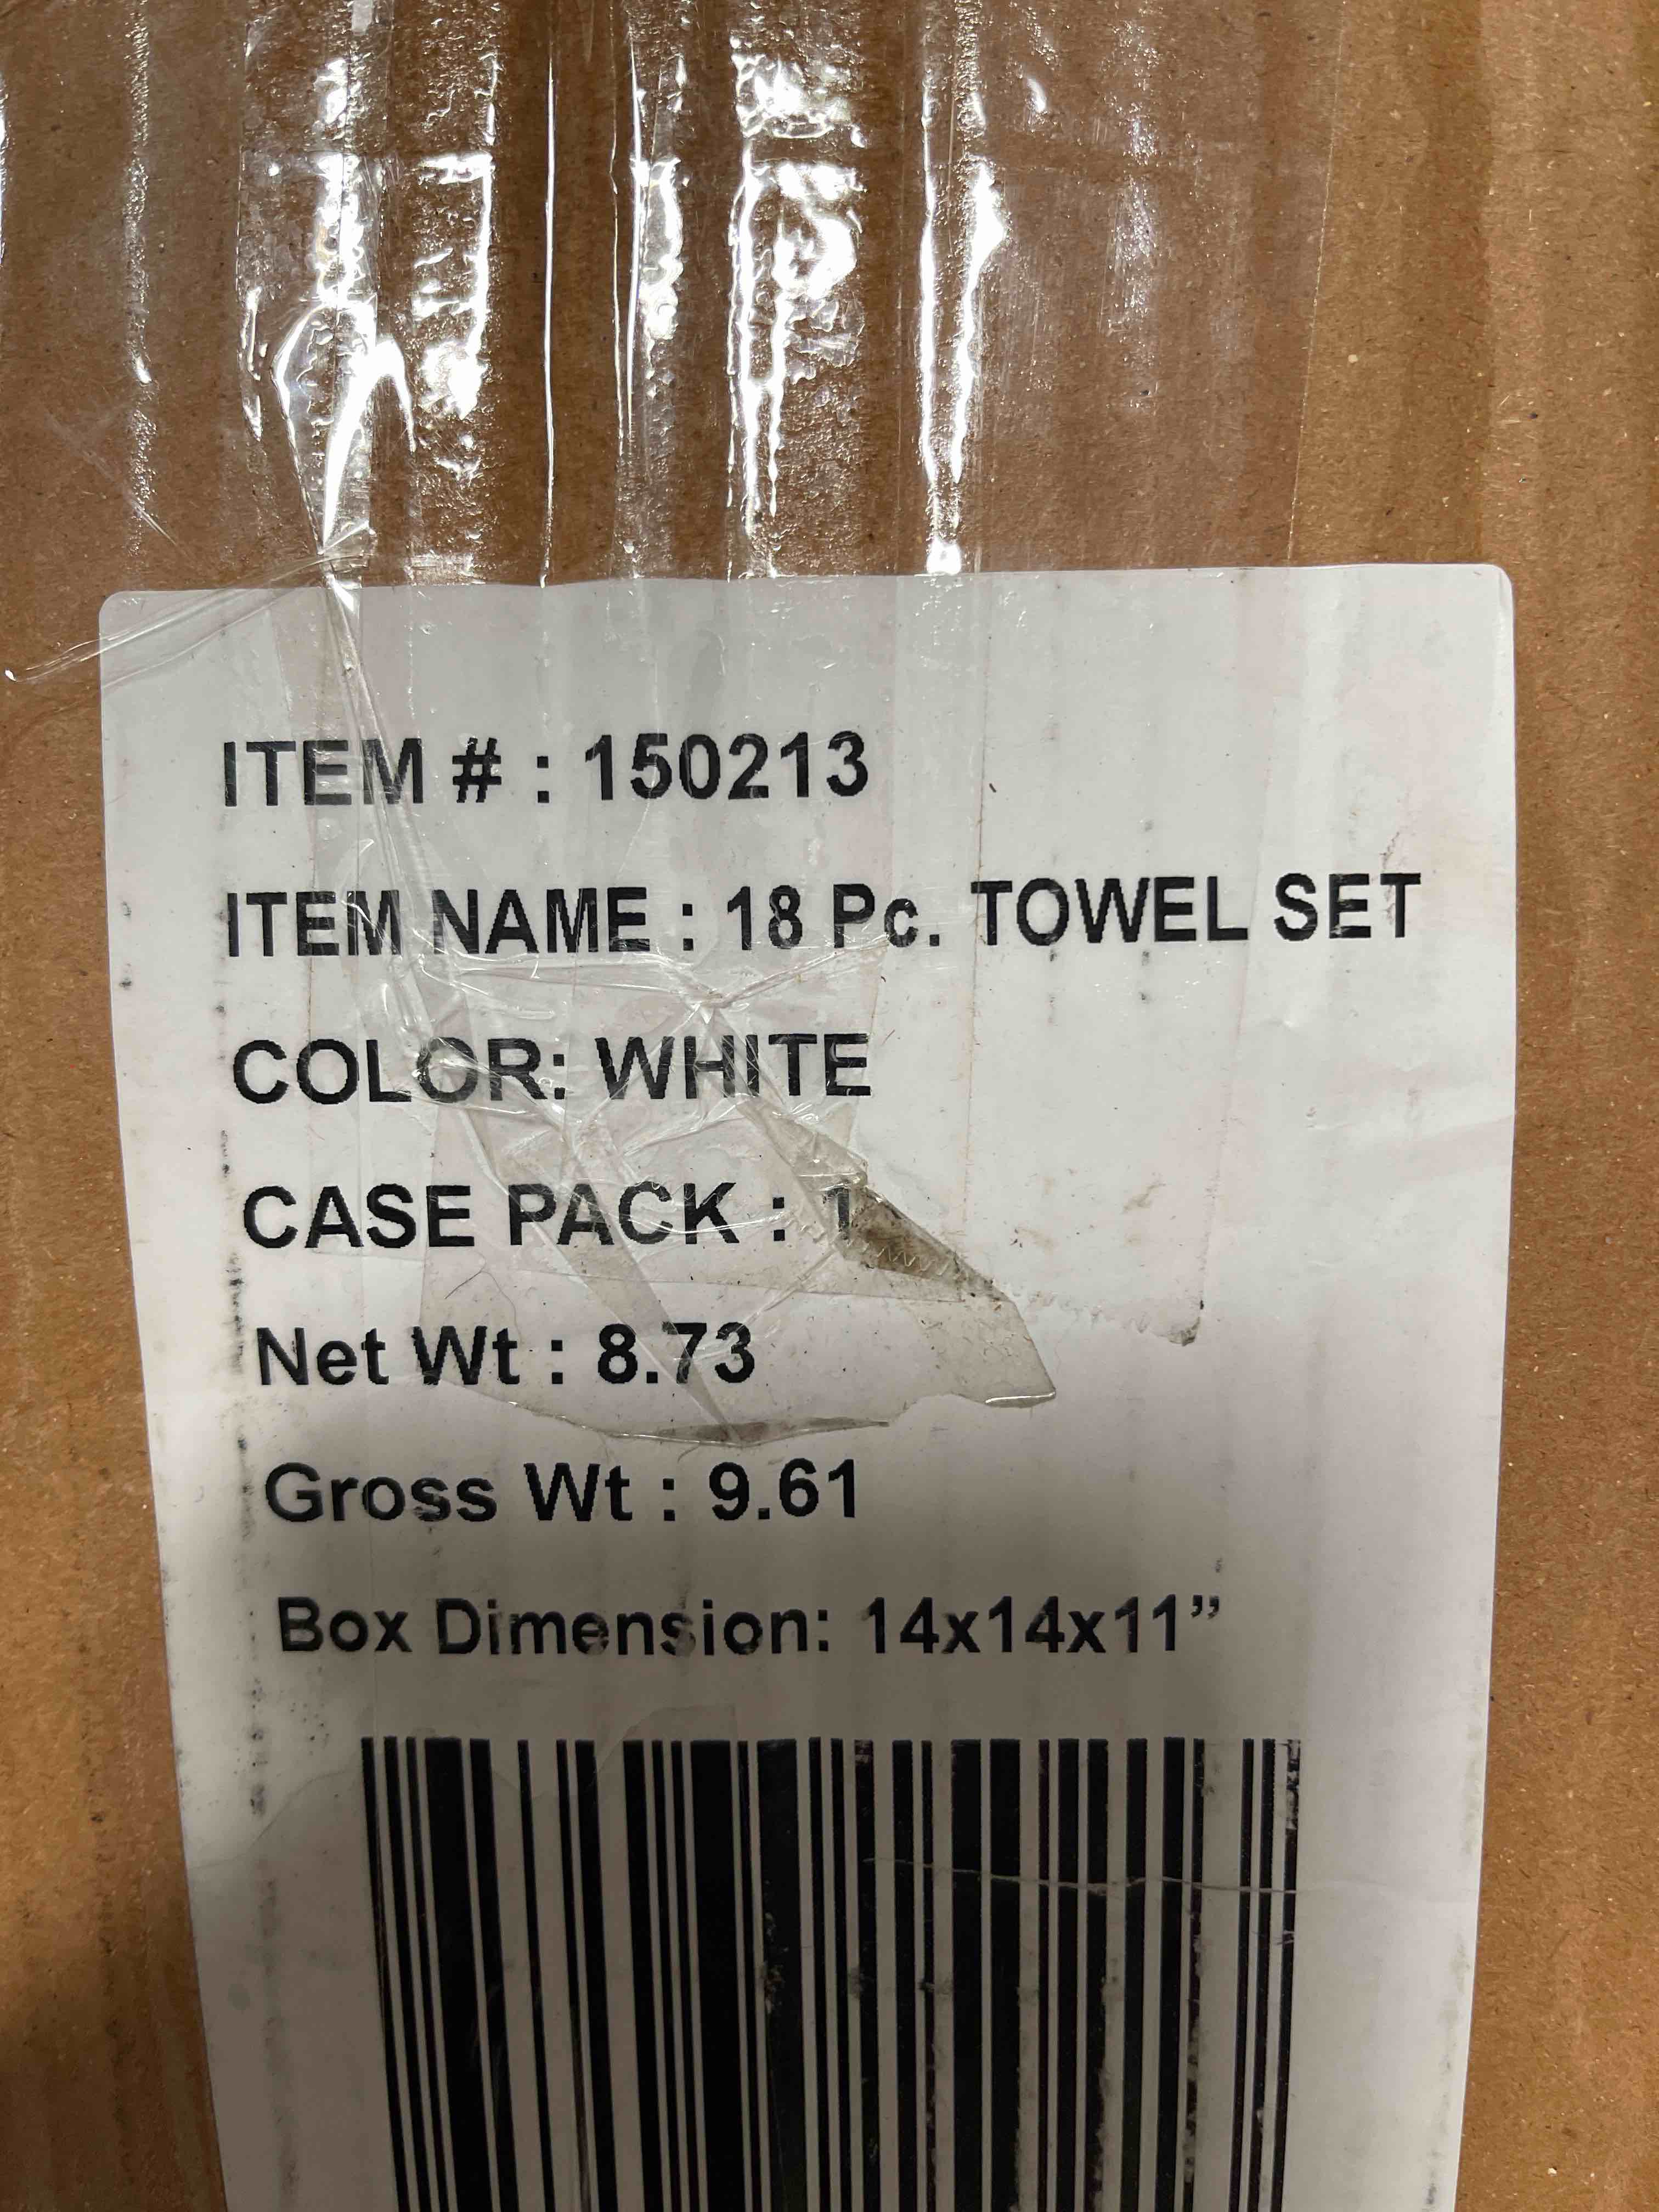 ITEM # : 150213
ITEM NAME : 18 Pc. TOWEL SET
COLOR: WHITE
CASE PACK : 1
Net Wt : 8.73
Gross Wt : 9.61
Box Dimension: 14x14x11”